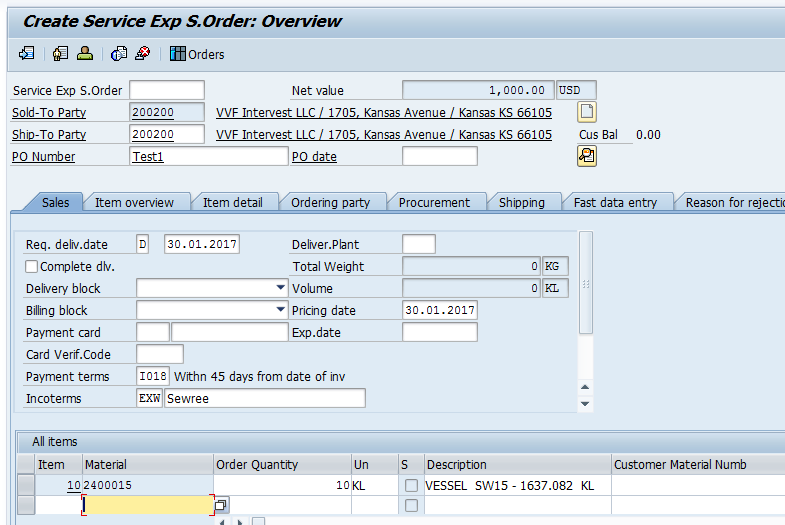 Create Service Exp S.Order: Overview
Orders
Service Exp S.Order Net value 1,000.00 USD
Sold-To Party 200200 VVF Intervest LLC / 1705, Kansas Avenue / Kansas KS 66105
Ship-To Party 200200 VVF Intervest LLC / 1705, Kansas Avenue / Kansas KS 66105 Cus Bal 0.00
PO Number Test1 PO date
Sales Item overview Item detail Ordering party Procurement Shipping Fast data entry Reason for rejectio
Req. deliv.date D 30.01.2017 Deliver.Plant
Complete dlv. Total Weight 0 KG
Delivery block Volume 0 KL
Billing block Pricing date 30.01.2017
Payment card Exp.date
Card Verif.Code
Payment terms I018 Withn 45 days from date of inv
Incoterms EXW Sewree
All items
Item Material Order Quantity Un S Description Customer Material Numb
10 2400015 10 KL VESSEL SW15 - 1637.082 KL